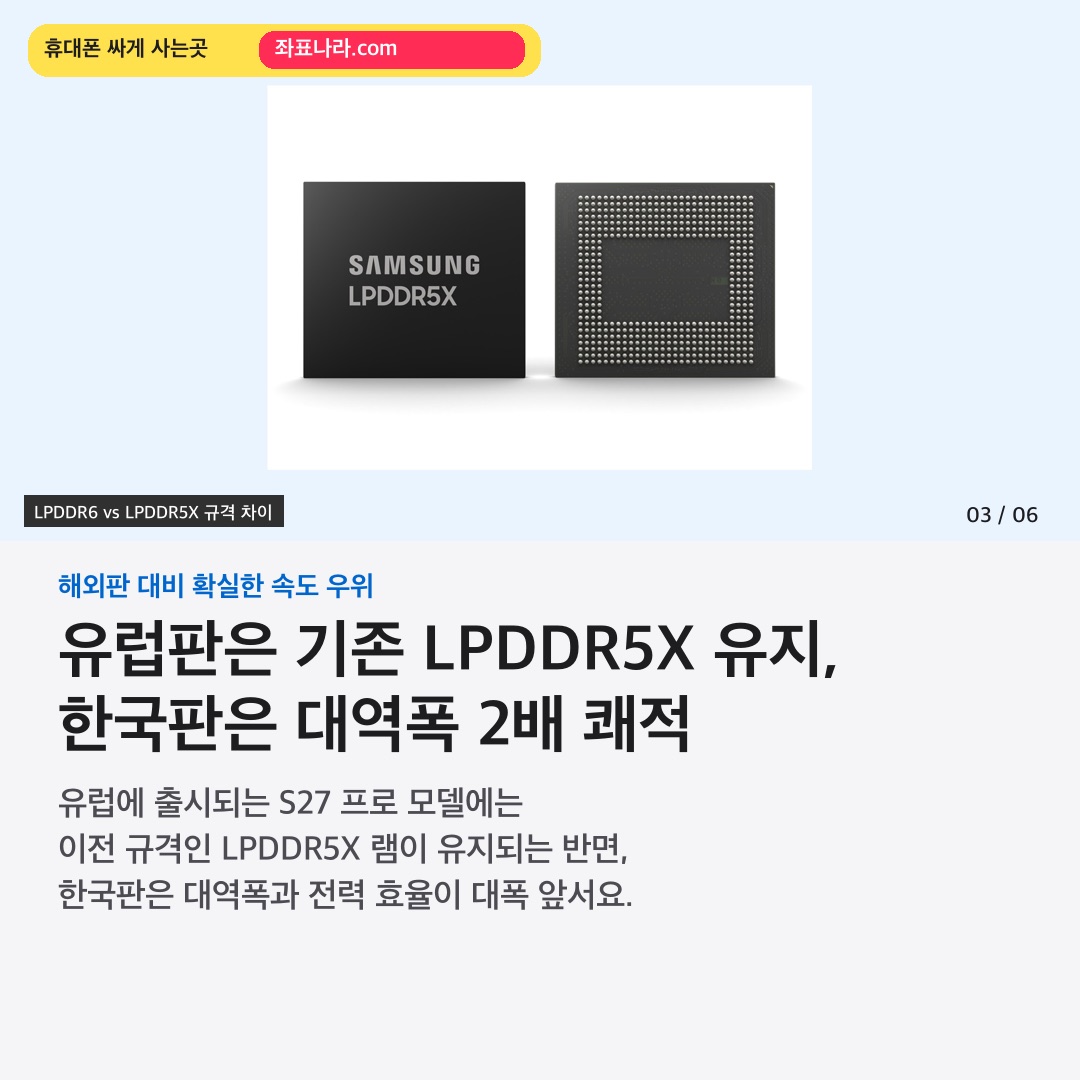 휴대폰 싸게 사는곳
좌표나라.com
SAMSUNG
LPDDR5X
LPDDR6 vs LPDDR5X 규격 차이
03 / 06
해외판 대비 확실한 속도 우위
유럽판은 기존 LPDDR5X 유지,
한국판은 대역폭 2배 쾌적
유럽에 출시되는 S27 프로 모델에는
이전 규격인 LPDDR5X 램이 유지되는 반면,
한국판은 대역폭과 전력 효율이 대폭 앞서요.